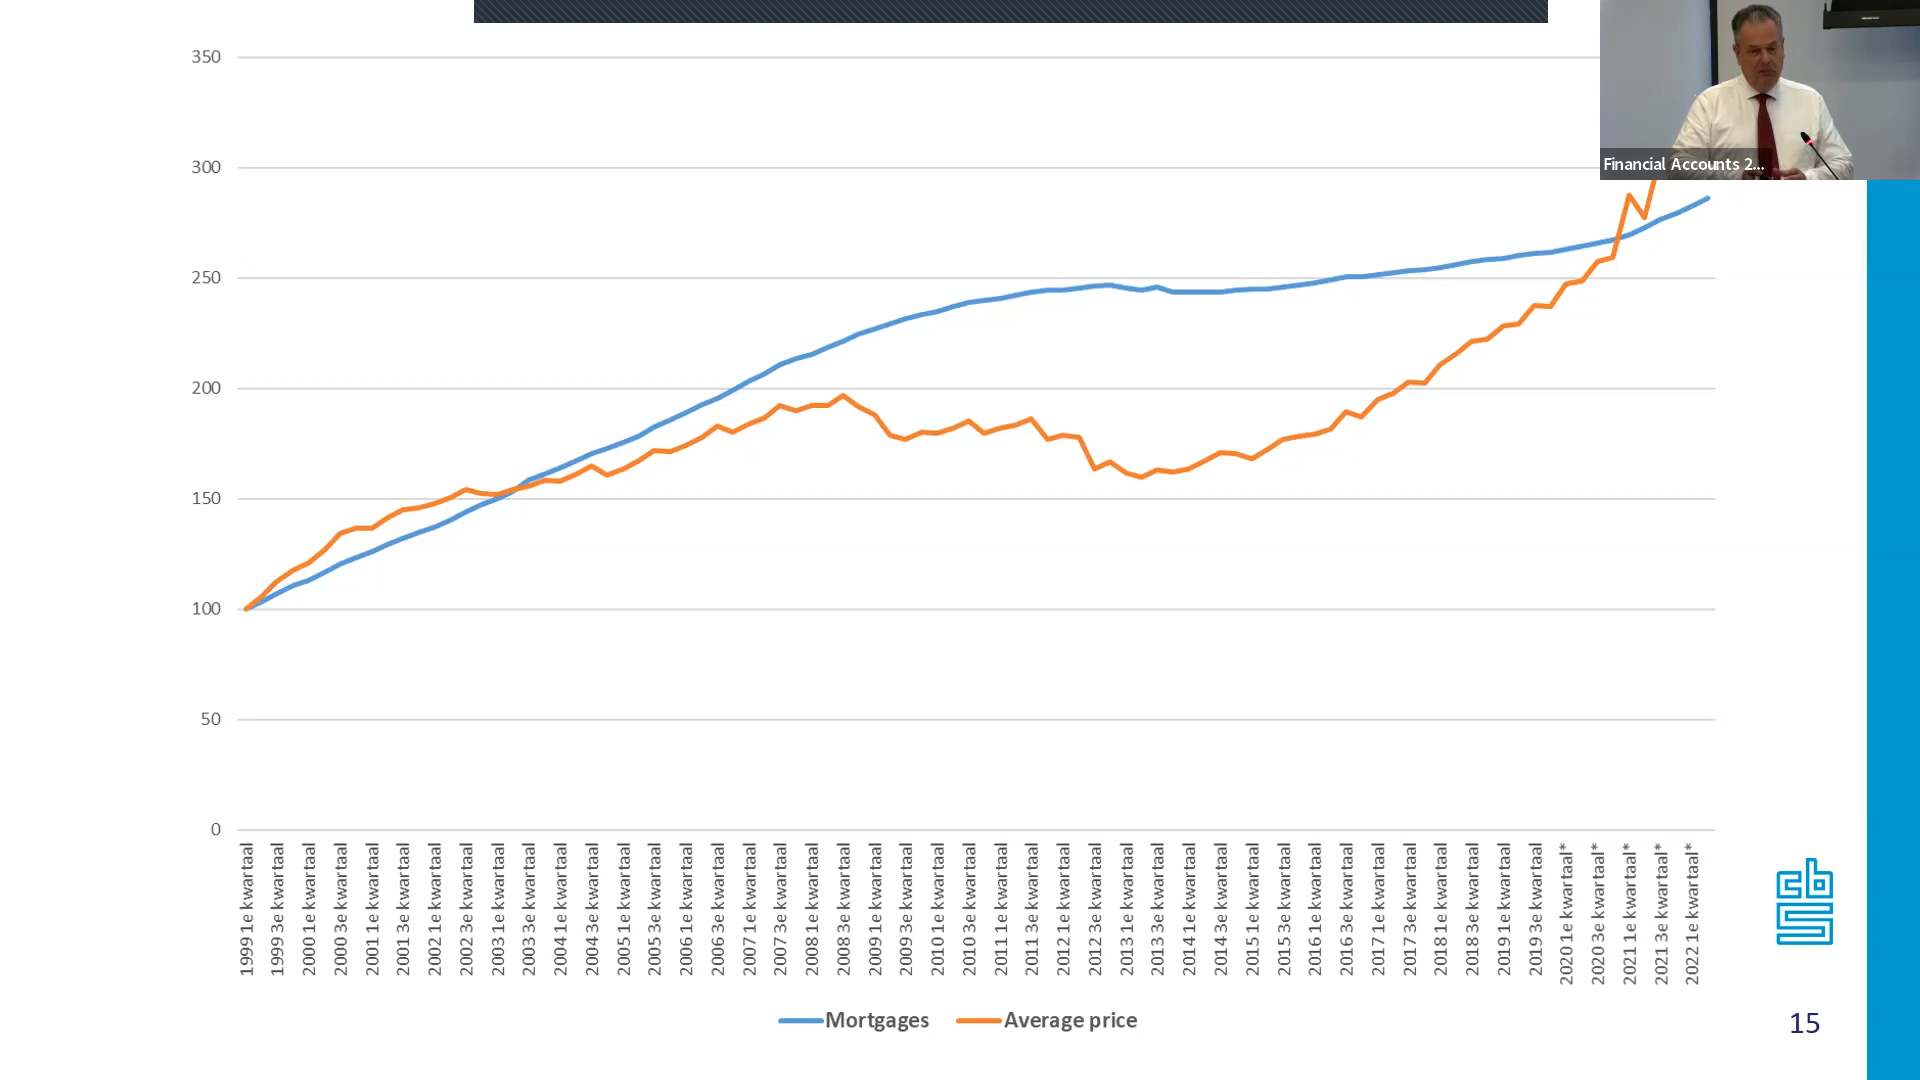 350
300
250
200
150
100
50
0
Financial Accounts 2...
1999 1e kwartaal
1999 3e kwartaal
2000 1e kwartaal
2000 3e kwartaal
2001 1e kwartaal
2001 3e kwartaal
2002 1e kwartaal
2002 3e kwartaal
2003 1e kwartaal
2003 3e kwartaal
2004 1e kwartaal
2004 3e kwartaal
2005 1e kwartaal
2005 3e kwartaal
2006 1e kwartaal
2006 3e kwartaal
2007 1e kwartaal
2007 3e kwartaal
2008 1e kwartaal
2008 3e kwartaal
2009 1e kwartaal
2009 3e kwartaal
2010 1e kwartaal
2010 3e kwartaal
2011 1e kwartaal
2011 3e kwartaal
2012 1e kwartaal
2012 3e kwartaal
2013 1e kwartaal
2013 3e kwartaal
2014 1e kwartaal
2014 3e kwartaal
2015 1e kwartaal
2015 3e kwartaal
2016 1e kwartaal
2016 3e kwartaal
2017 1e kwartaal
2017 3e kwartaal
2018 1e kwartaal
2018 3e kwartaal
2019 1e kwartaal
2019 3e kwartaal
2020 1e kwartaal*
2020 3e kwartaal*
2021 1e kwartaal*
2021 3e kwartaal*
2022 1e kwartaal*
cbs
Mortgages
Average price
15